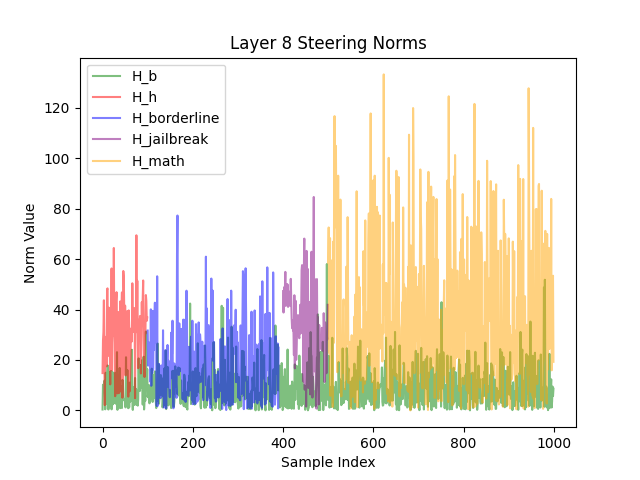 Layer 8 Steering Norms
H_b
H_h
H_borderline
H_jailbreak
H_math
Norm Value
120
100
80
60
40
20
0
0 200 400 600 800 1000
Sample Index